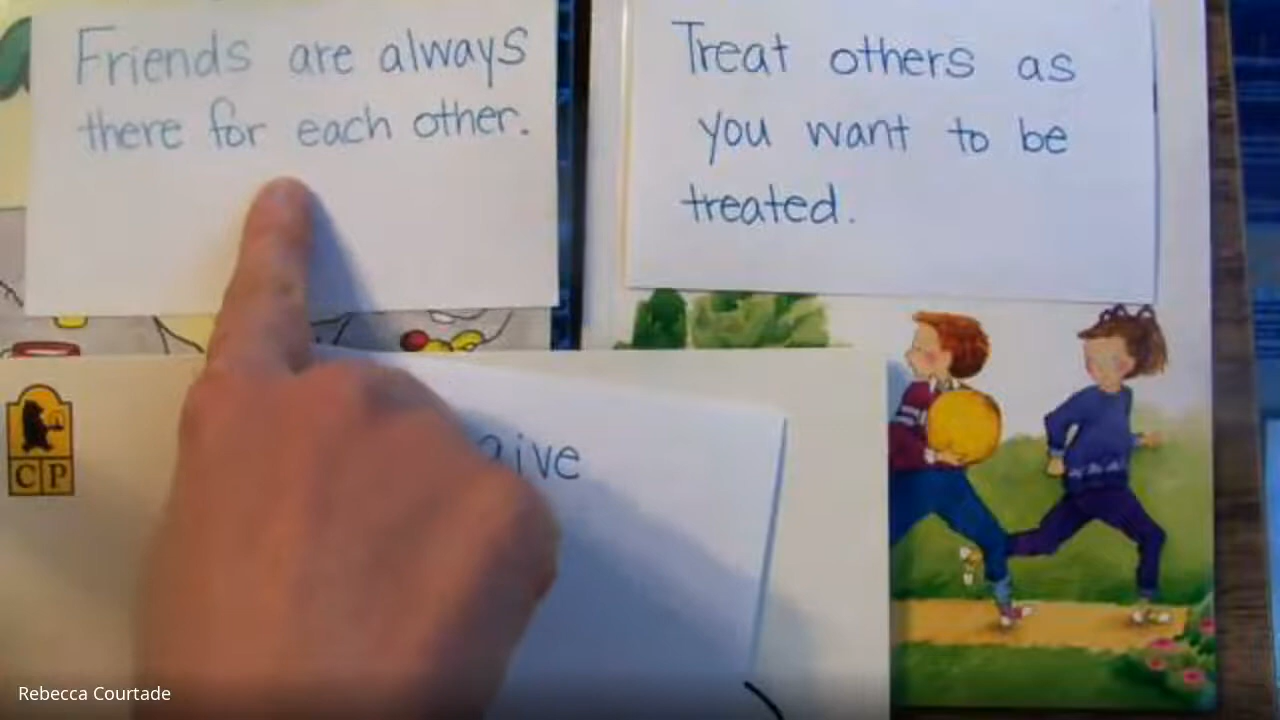 Friends are always
there for each other.
Treat others as
you want to be
treated.
CP
Rebecca Courtade